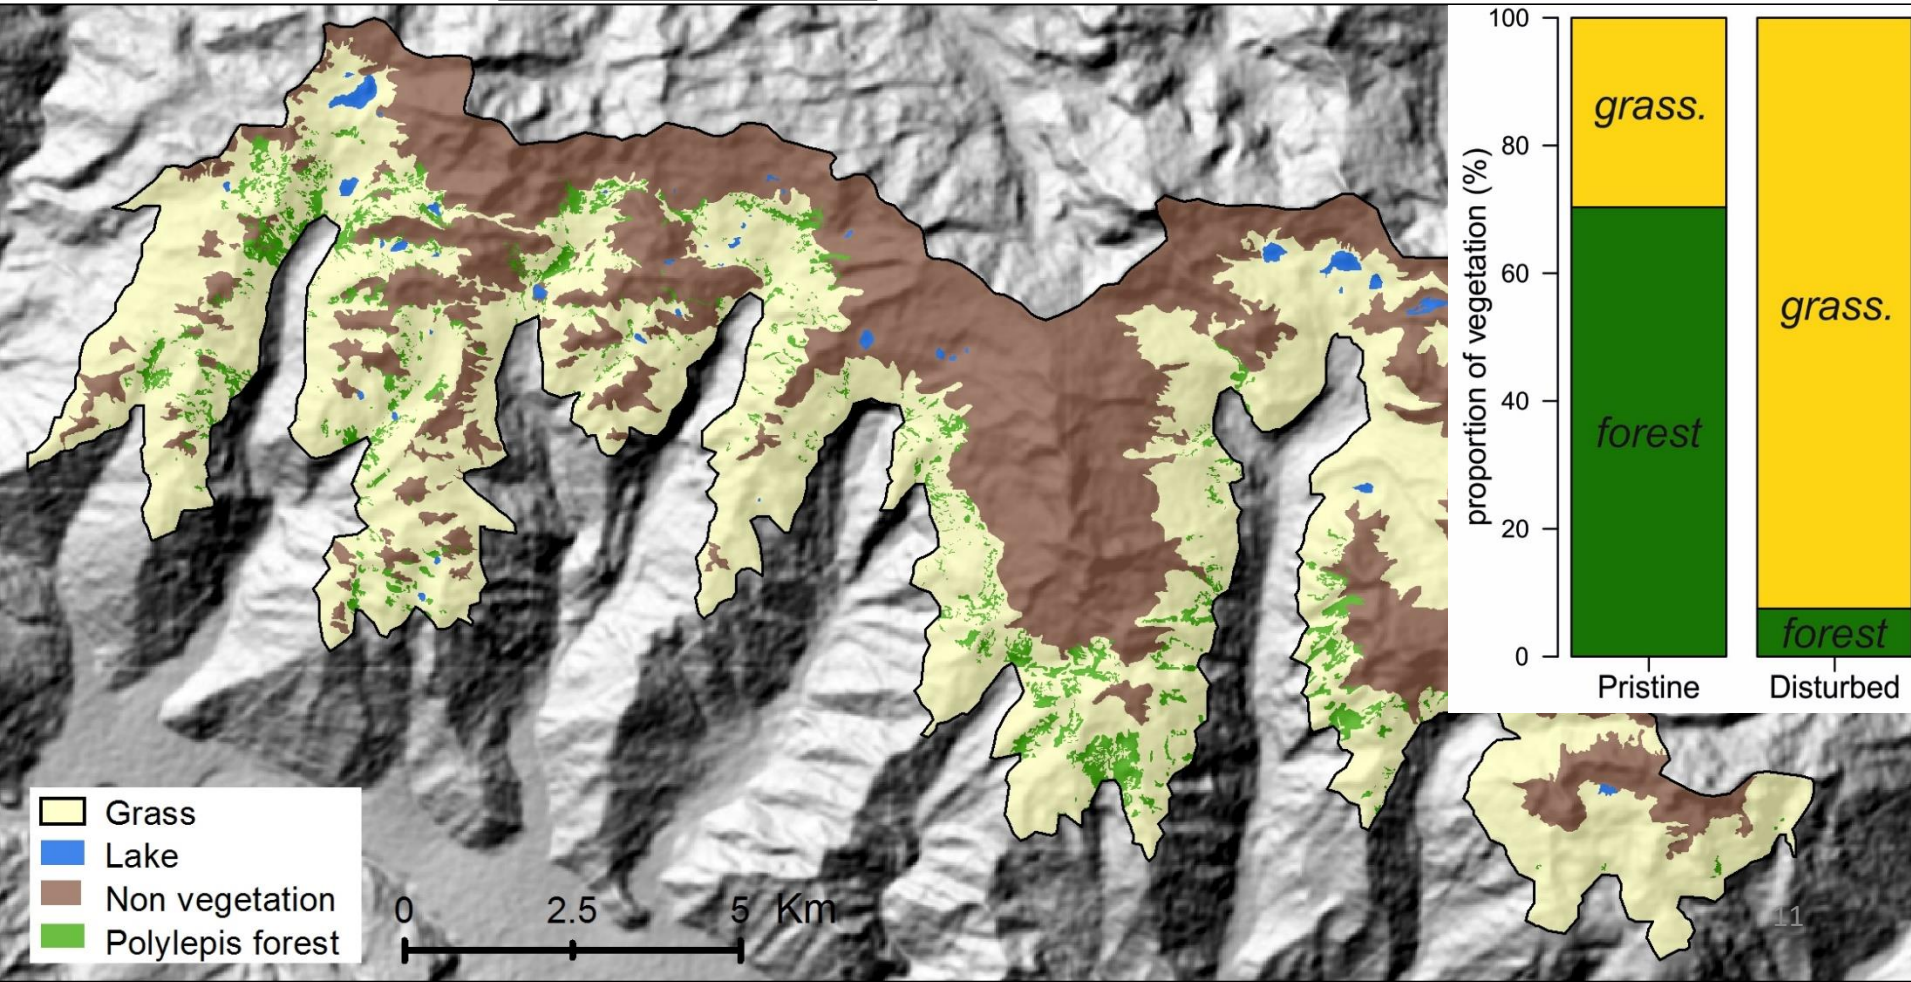 Grass
Lake
Non vegetation
Polylepis forest
0 2.5 5 Km
proportion of vegetation (%)
100
80
60
40
20
0
grass.
forest
grass.
forest
Pristine Disturbed
11